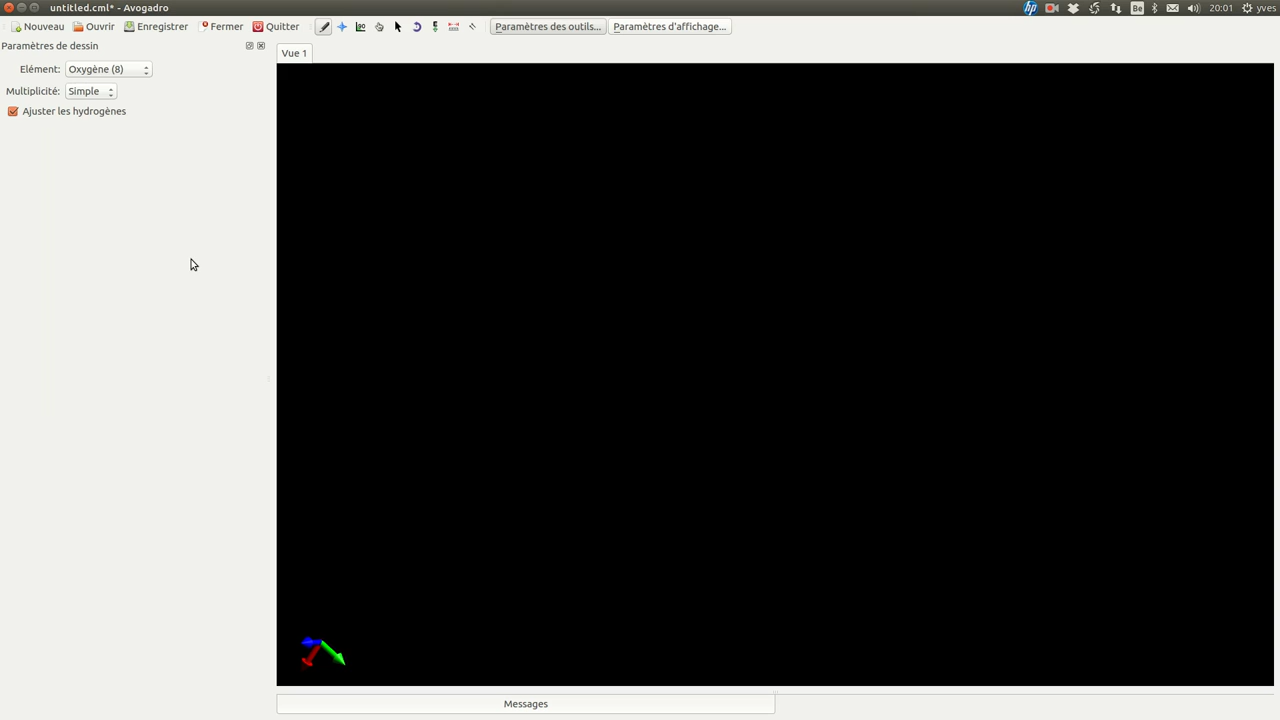 untitled.cml* - Avogadro
Be 20:01 yves
Nouveau Ouvrir Enregistrer Fermer Quitter Paramètres des outils... Paramètres d'affichage...
Paramètres de dessin
Vue 1
Elément: Oxygène (8)
Multiplicité: Simple
Ajuster les hydrogènes
Messages